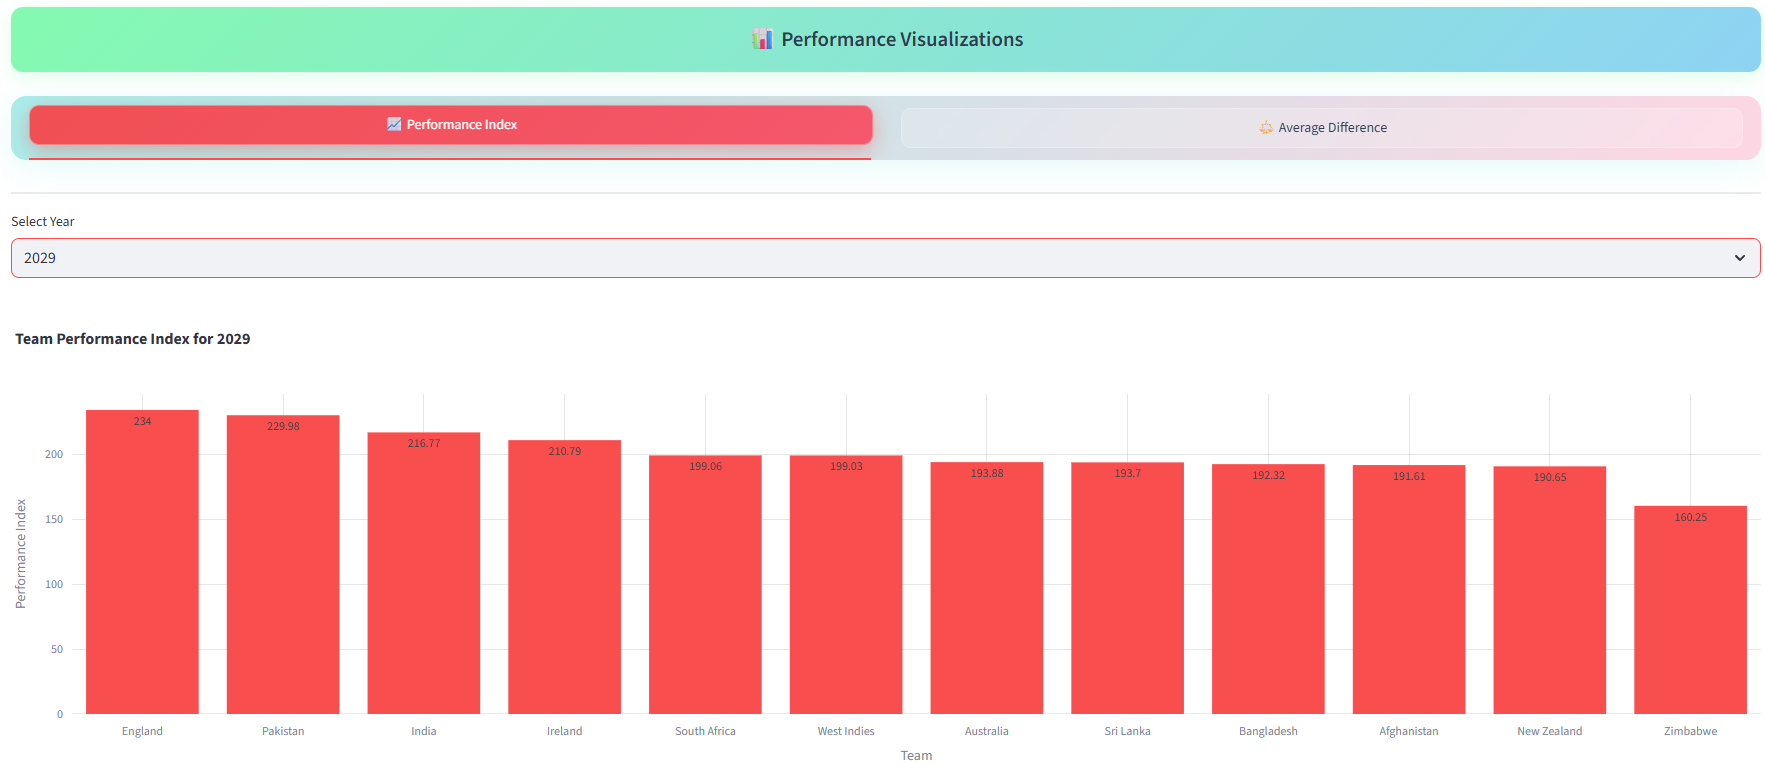 📊 Performance Visualizations
📈 Performance Index
⚖️ Average Difference
Select Year
2029
Team Performance Index for 2029
234
229.98
216.77
210.79
199.06
199.03
193.88
193.7
192.32
191.61
190.65
160.25
200
150
100
50
0
Performance Index
England
Pakistan
India
Ireland
South Africa
West Indies
Australia
Sri Lanka
Bangladesh
Afghanistan
New Zealand
Zimbabwe
Team